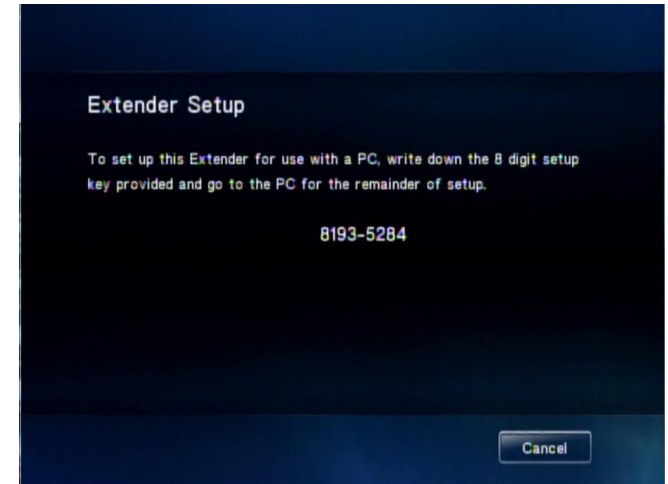 Extender Setup
To set up this Extender for use with a PC, write down the 8 digit setup
key provided and go to the PC for the remainder of setup.
8193-5284
Cancel